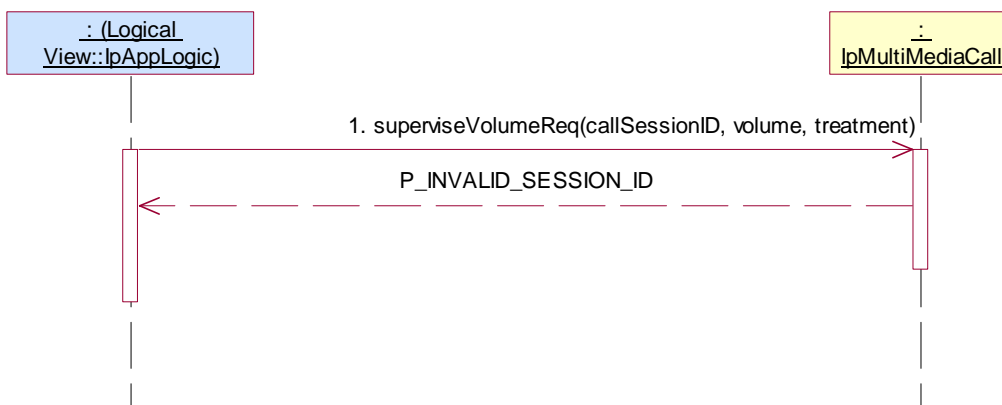 : (Logical
View::IpAppLogic)
:
IpMultiMediaCall
1. superviseVolumeReq(callSessionID, volume, treatment)
P_INVALID_SESSION_ID